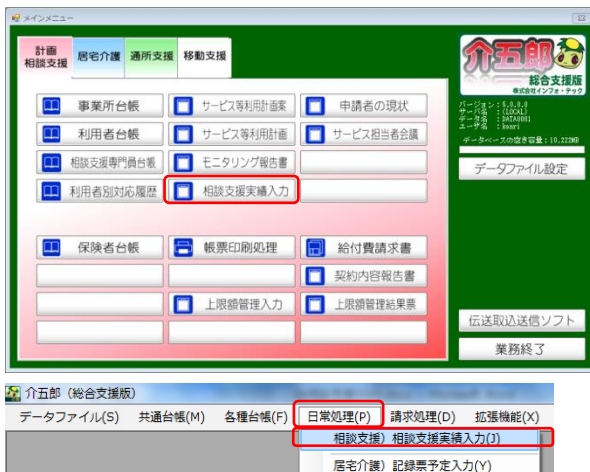 メインメニュー
計画
相談支援
居宅介護
通所支援
移動支援
事業所台帳
サービス等利用計画案
申請者の現状
利用者台帳
サービス等利用計画
サービス担当者会議
相談支援専門員台帳
モニタリング報告書
利用者別対応履歴
相談支援実績入力
保険者台帳
帳票印刷処理
給付費請求書
契約内容報告書
上限額管理入力
上限額管理結果票
介五郎
総合支援版
株式会社インフォ・テック
バージョン:6.0.0.0
サーバ名 :(LOCAL)
データ名 :DATA0001
ユーザ名 :kanri
データベースの空き容量:10,222MB
データファイル設定
伝送取込送信ソフト
業務終了
介五郎(総合支援版)
データファイル(S) 共通台帳(M) 各種台帳(F) 日常処理(P) 請求処理(D) 拡張機能(X)
相談支援)相談支援実績入力(J)
居宅介護)記録票予定入力(Y)